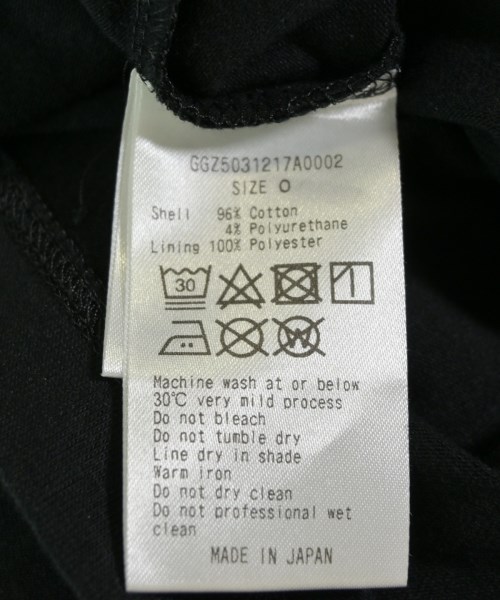 GGZ5031217A0002
SIZE 0
Shell 96% Cotton
4% Polyurethane
Lining 100% Polyester
30
W
Machine wash at or below
30℃ very mild process
Do not bleach
Do not tumble dry
Line dry in shade
Warm iron
Do not dry clean
Do not professional wet
clean
MADE IN JAPAN